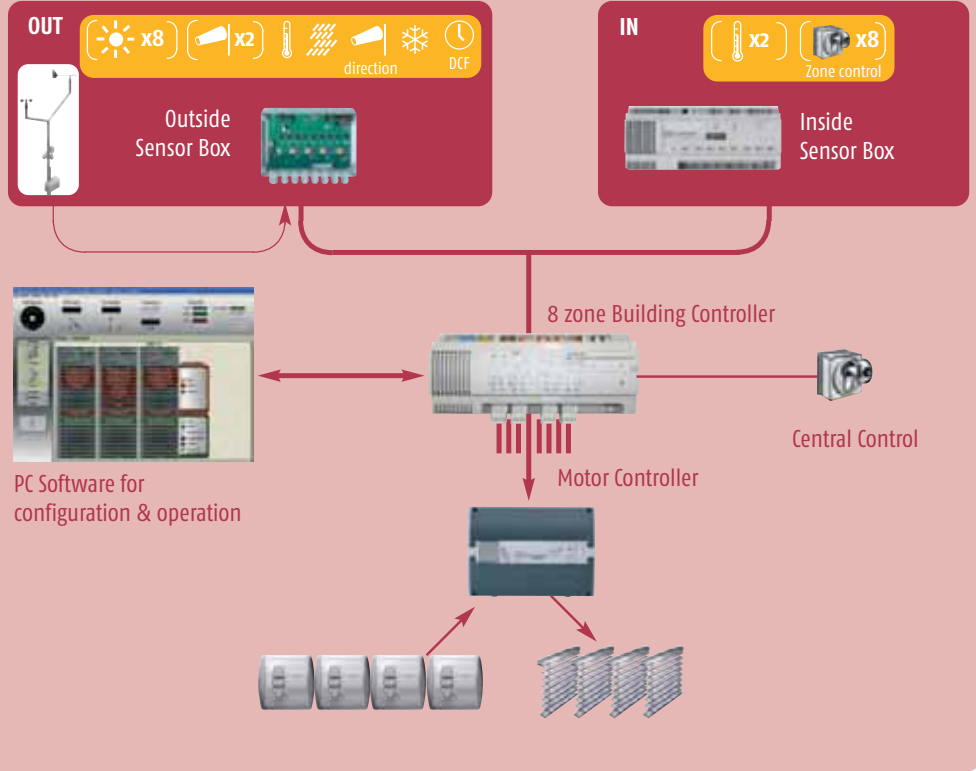 OUT
x8
x2
direction
DCF
Outside
Sensor Box
IN
x2
x8
Zone control
Inside
Sensor Box
8 zone Building Controller
Central Control
PC Software for
configuration & operation
Motor Controller